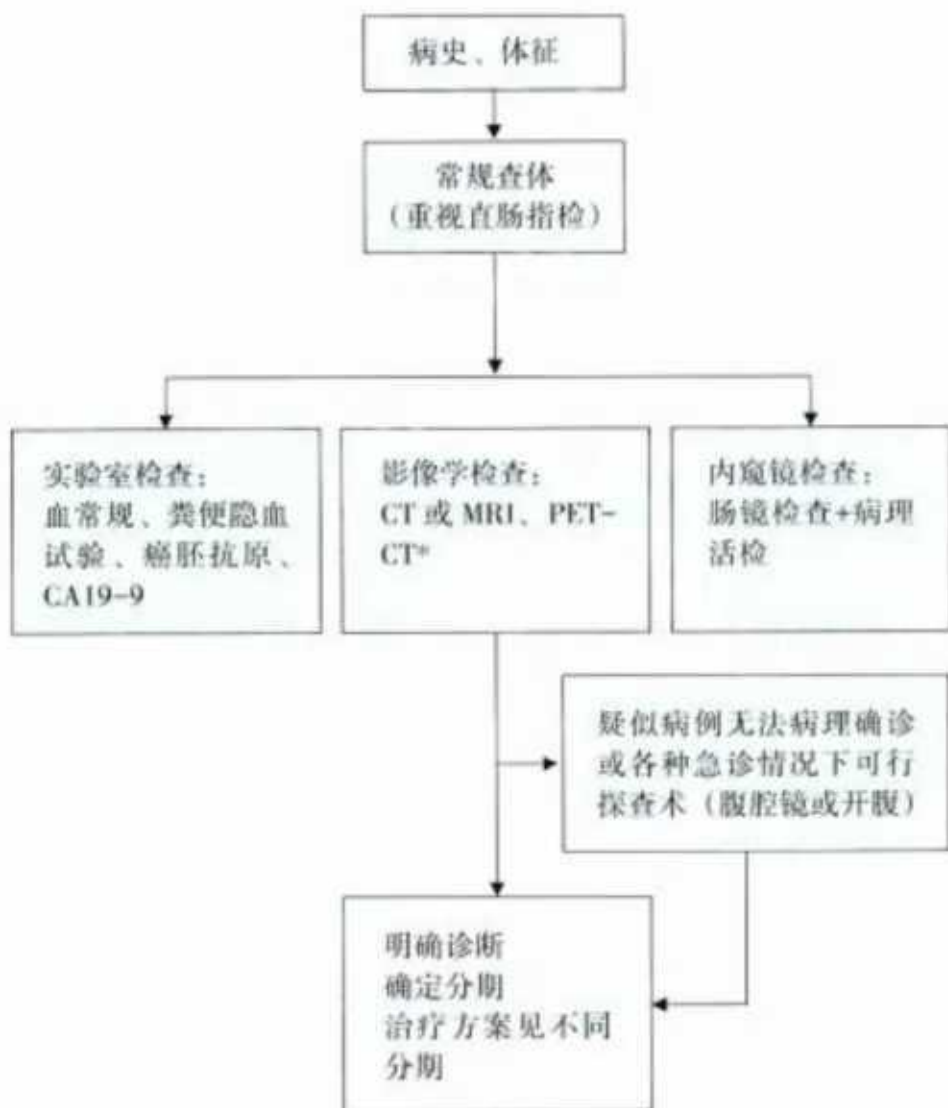 病史、体征
常规查体
（重视直肠指检）
实验室检查：
血常规、粪便隐血
试验、癌胚抗原、
CA19-9
影像学检查：
CT 或 MRI、PET-
CT*
内窥镜检查：
肠镜检查+病理
活检
疑似病例无法病理确诊
或各种急诊情况下可行
探查术（腹腔镜或开腹）
明确诊断
确定分期
治疗方案见不同
分期